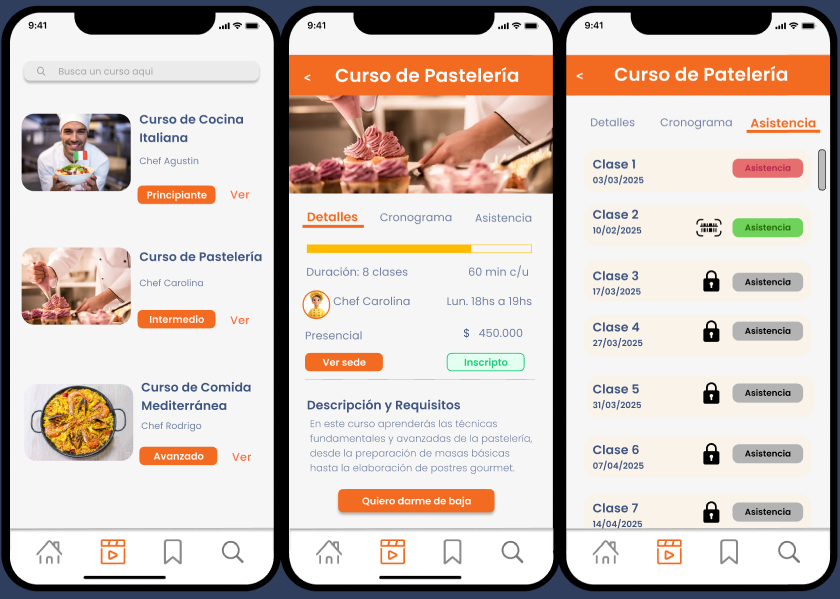 9:41
Busca un curso aquí
Curso de Cocina
Italiana
Chef Agustin
Principiante
Ver
Curso de Pastelería
Chef Carolina
Intermedio
Ver
Curso de Comida
Mediterránea
Chef Rodrigo
Avanzado
Ver
9:41
< Curso de Pastelería
Detalles Cronograma Asistencia
Duración: 8 clases 60 min c/u
Chef Carolina Lun. 18hs a 19hs
Presencial $ 450.000
Ver sede Inscripto
Descripción y Requisitos
En este curso aprenderás las técnicas
fundamentales y avanzadas de la pastelería,
desde la preparación de masas básicas
hasta la elaboración de postres gourmet.
Quiero darme de baja
9:41
< Curso de Patelería
Detalles Cronograma Asistencia
Clase 1
03/03/2025
Asistencia
Clase 2
10/02/2025
Asistencia
Clase 3
17/03/2025
Asistencia
Clase 4
27/03/2025
Asistencia
Clase 5
31/03/2025
Asistencia
Clase 6
07/04/2025
Asistencia
Clase 7
14/04/2025
Asistencia